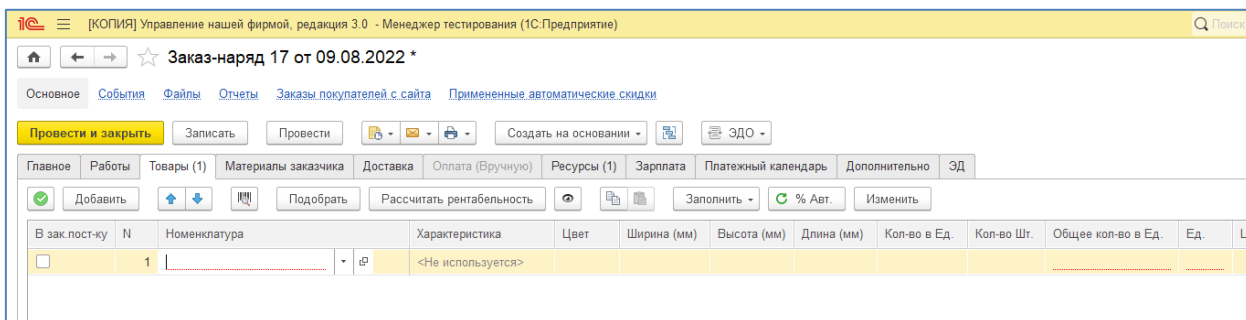 1С [КОПИЯ] Управление нашей фирмой, редакция 3.0 - Менеджер тестирования (1С:Предприятие) Поиск
Заказ-наряд 17 от 09.08.2022 *
Основное События Файлы Отчеты Заказы покупателей с сайта Примененные автоматические скидки
Провести и закрыть Записать Провести Создать на основании ЭДО
Главное Работы Товары (1) Материалы заказчика Доставка Оплата (Вручную) Ресурсы (1) Зарплата Платежный календарь Дополнительно ЭД
Добавить Подобрать Рассчитать рентабельность Заполнить % Авт. Изменить
В зак.пост-ку N Номенклатура Характеристика Цвет Ширина (мм) Высота (мм) Длина (мм) Кол-во в Ед. Кол-во Шт. Общее кол-во в Ед. Ед.
1 <Не используется>